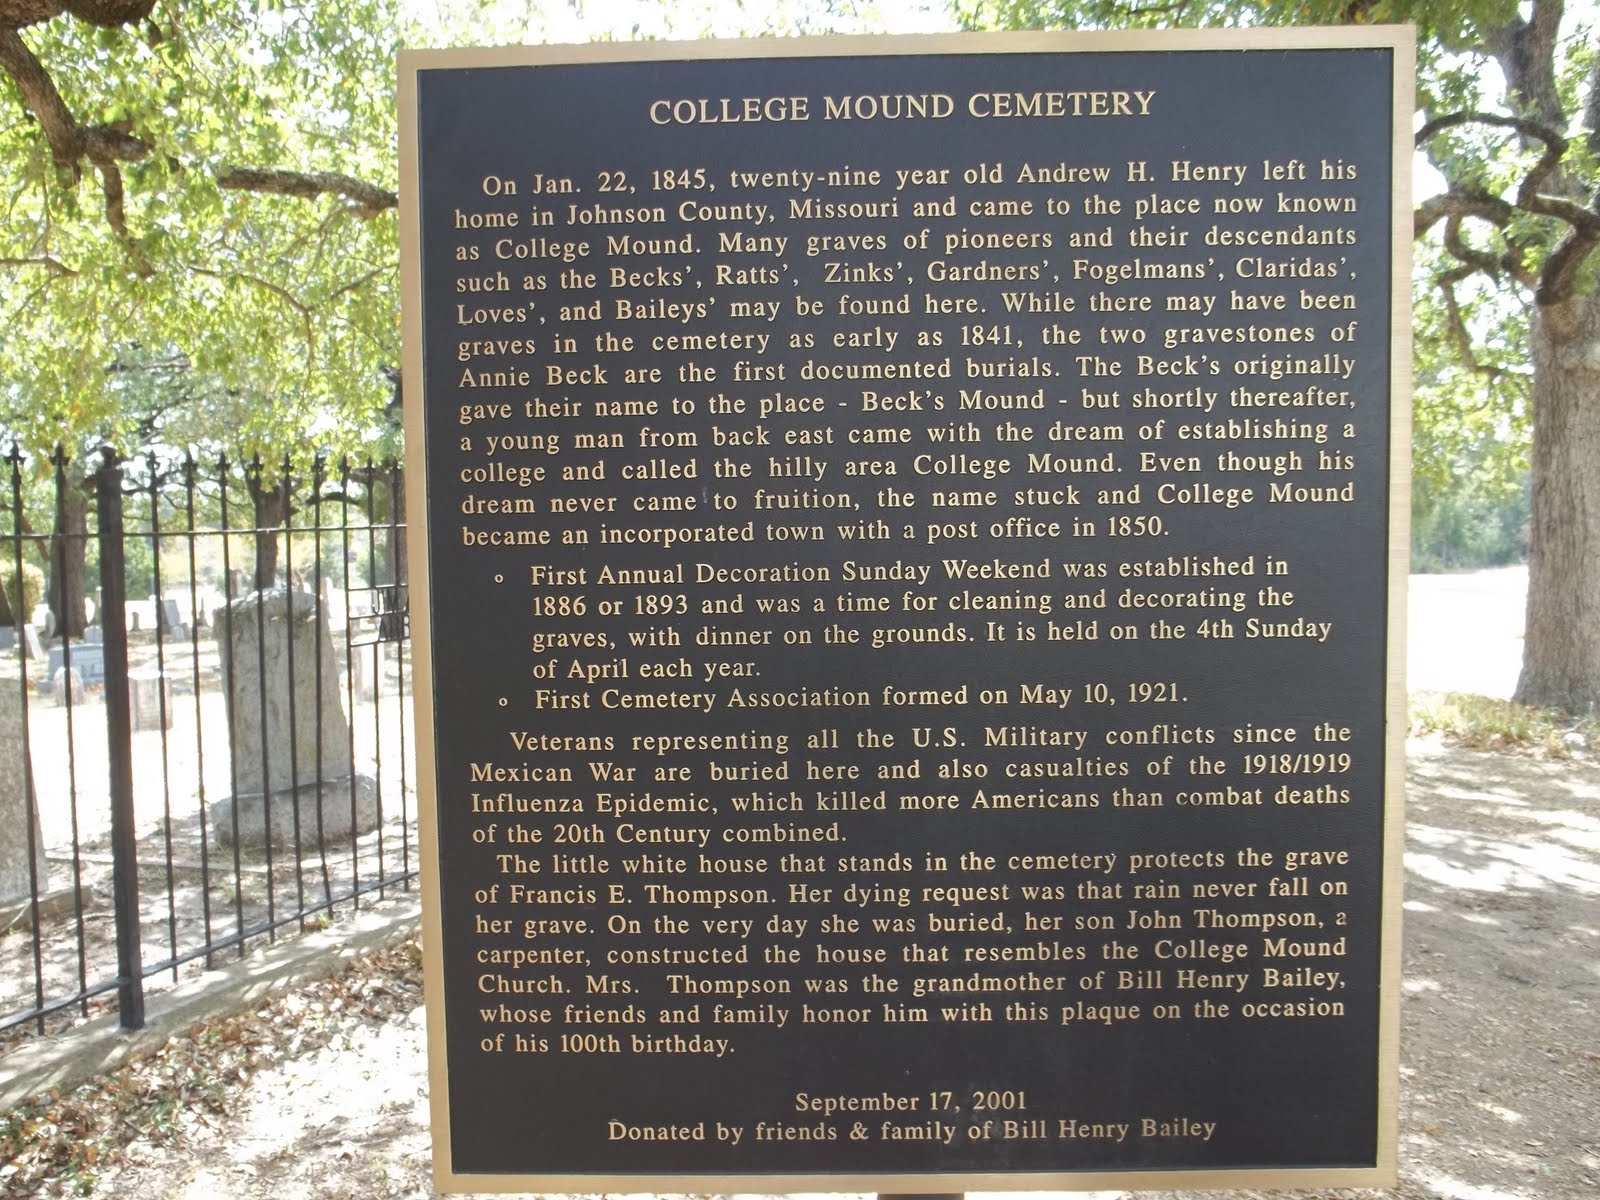 COLLEGE MOUND CEMETERY
On Jan. 22, 1845, twenty-nine year old Andrew H. Henry left his
home in Johnson County, Missouri and came to the place now known
as College Mound. Many graves of pioneers and their descendants
such as the Becks', Ratts', Zinks', Gardners', Fogelmans', Claridas',
Loves', and Baileys' may be found here. While there may have been
graves in the cemetery as early as 1841, the two gravestones of
Annie Beck are the first documented burials. The Beck's originally
gave their name to the place - Beck's Mound - but shortly thereafter,
a young man from back east came with the dream of establishing a
college and called the hilly area College Mound. Even though his
dream never came to fruition, the name stuck and College Mound
became an incorporated town with a post office in 1850.
o First Annual Decoration Sunday Weekend was established in
1886 or 1893 and was a time for cleaning and decorating the
graves, with dinner on the grounds. It is held on the 4th Sunday
of April each year.
o First Cemetery Association formed on May 10, 1921.
Veterans representing all the U.S. Military conflicts since the
Mexican War are buried here and also casualties of the 1918/1919
Influenza Epidemic, which killed more Americans than combat deaths
of the 20th Century combined.
The little white house that stands in the cemetery protects the grave
of Francis E. Thompson. Her dying request was that rain never fall on
her grave. On the very day she was buried, her son John Thompson, a
carpenter, constructed the house that resembles the College Mound
Church. Mrs. Thompson was the grandmother of Bill Henry Bailey,
whose friends and family honor him with this plaque on the occasion
of his 100th birthday.
September 17, 2001
Donated by friends & family of Bill Henry Bailey